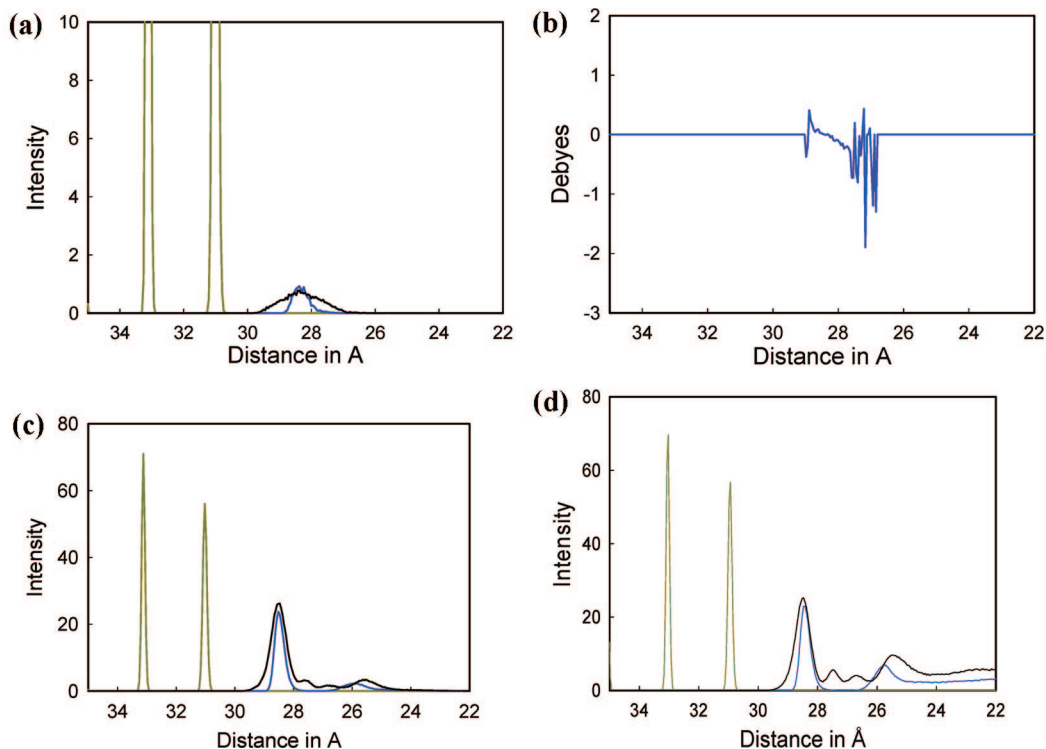 (a)
10
8
6
4
2
0
Intensity
34 32 30 28 26 24 22
Distance in A
(b)
2
1
0
-1
-2
-3
Debyes
34 32 30 28 26 24 22
Distance in A
(c)
80
60
40
20
0
Intensity
34 32 30 28 26 24 22
Distance in A
(d)
80
60
40
20
0
Intensity
34 32 30 28 26 24 22
Distance in Å